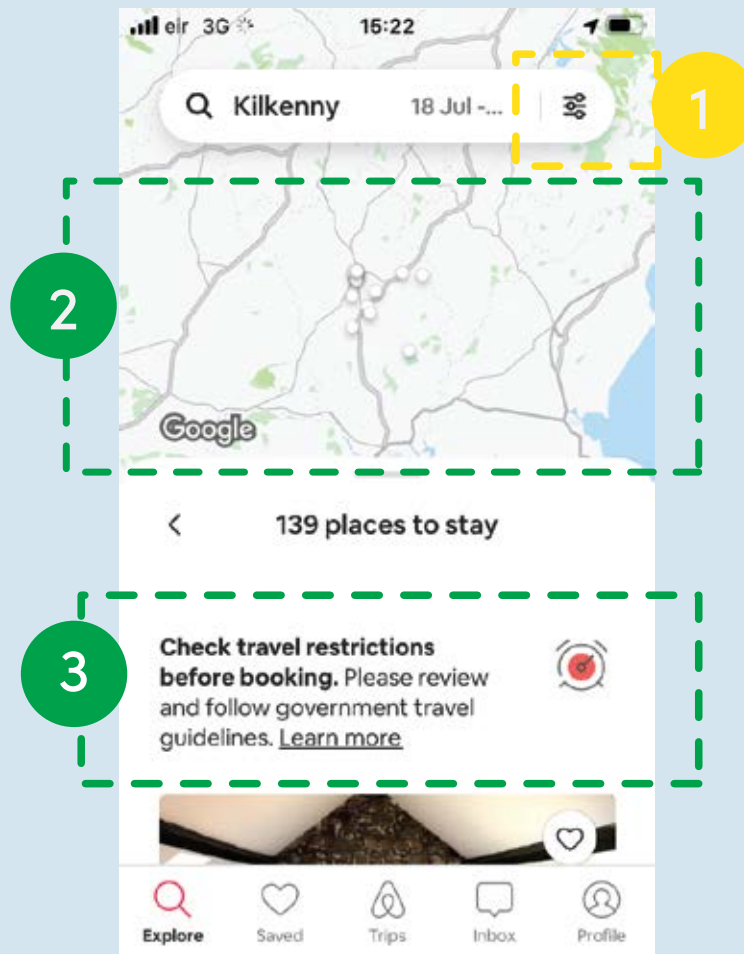 eir 3G 15:22
Kilkenny 18 Jul -...
1
2
Google
139 places to stay
3
Check travel restrictions
before booking. Please review
and follow government travel
guidelines. Learn more
Explore Saved Trips Inbox Profile